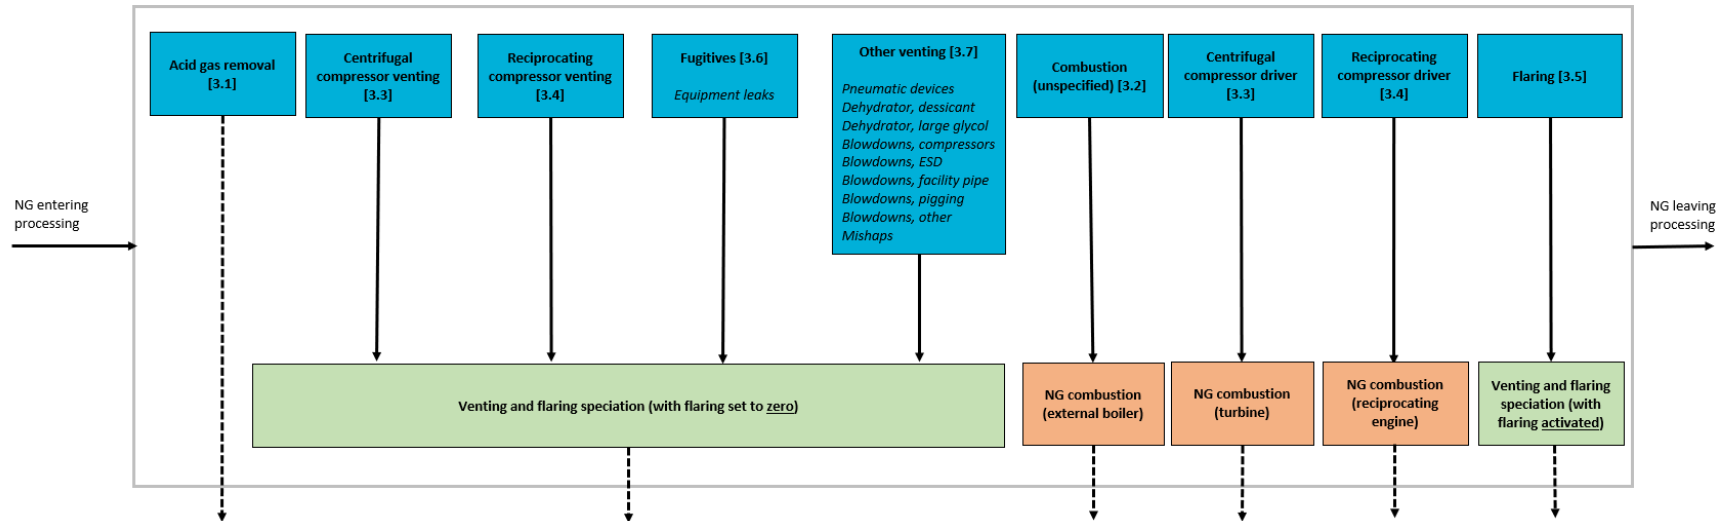 Acid gas removal
[3.1]
Centrifugal
compressor venting
[3.3]
Reciprocating
compressor venting
[3.4]
Fugitives [3.6]
Equipment leaks
Other venting [3.7]
Pneumatic devices
Dehydrator, dessicant
Dehydrator, large glycol
Blowdowns, compressors
Blowdowns, ESD
Blowdowns, facility pipe
Blowdowns, pigging
Blowdowns, other
Mishaps
Combustion
(unspecified) [3.2]
Centrifugal
compressor driver
[3.3]
Reciprocating
compressor driver
[3.4]
Flaring [3.5]
NG entering
processing
NG leaving
processing
Venting and flaring speciation (with flaring set to zero)
NG combustion
(external boiler)
NG combustion
(turbine)
NG combustion
(reciprocating
engine)
Venting and flaring
speciation (with
flaring activated)